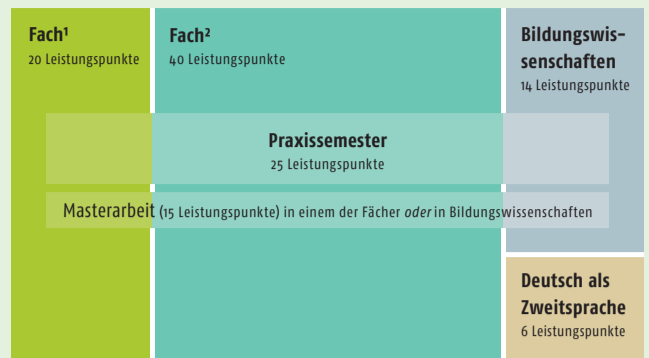 Fach¹
20 Leistungspunkte
Fach²
40 Leistungspunkte
Bildungswis-
senschaften
14 Leistungspunkte
Praxissemester
25 Leistungspunkte
Masterarbeit (15 Leistungspunkte) in einem der Fächer oder in Bildungswissenschaften
Deutsch als
Zweitsprache
6 Leistungspunkte